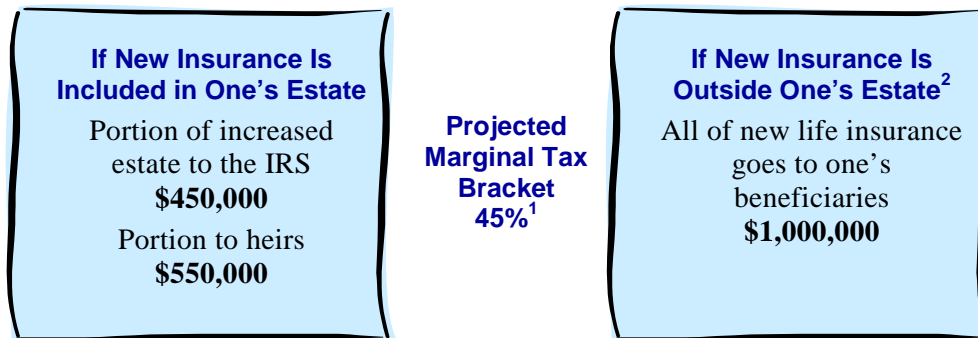 If New Insurance Is
Included in One's Estate
Portion of increased
estate to the IRS
$450,000
Portion to heirs
$550,000
Projected
Marginal Tax
Bracket
45%1
If New Insurance Is
Outside One's Estate2
All of new life insurance
goes to one's
beneficiaries
$1,000,000